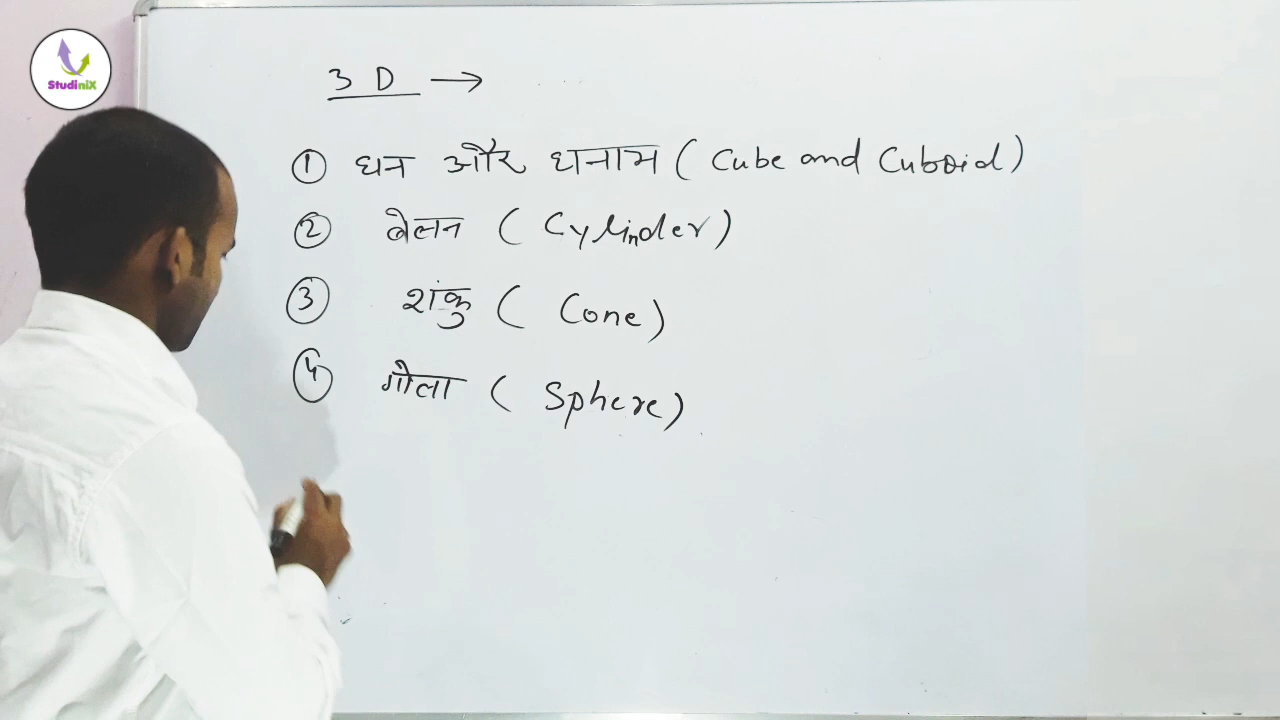 StudiniX
3 D →
① घन और घनाभ ( Cube and Cuboid )
② बेलन ( Cylinder )
③ शंकु ( Cone )
④ गोला ( Sphere )